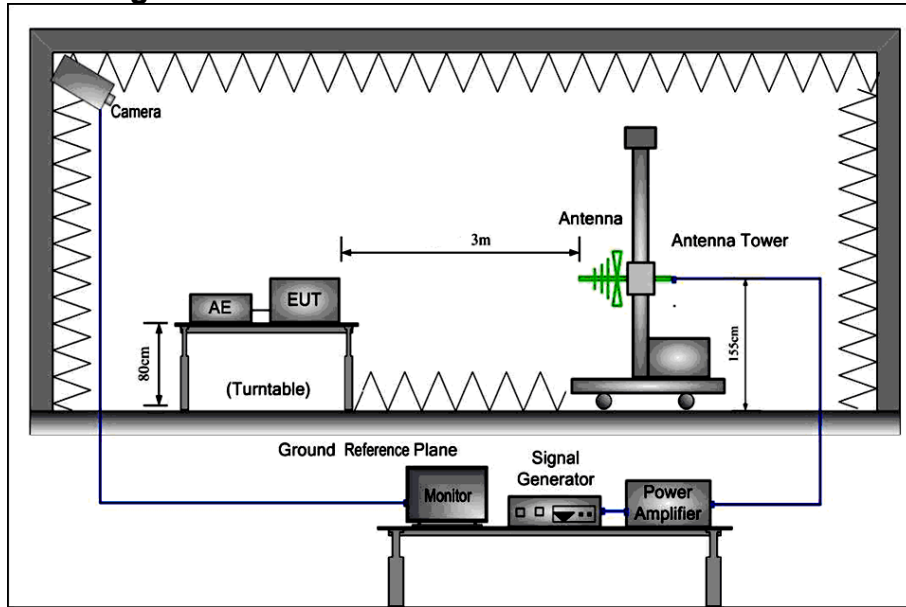 Camera
Antenna
3m
Antenna Tower
AE
EUT
80cm
155cm
(Turntable)
Ground Reference Plane
Signal
Generator
Monitor
Power
Amplifier